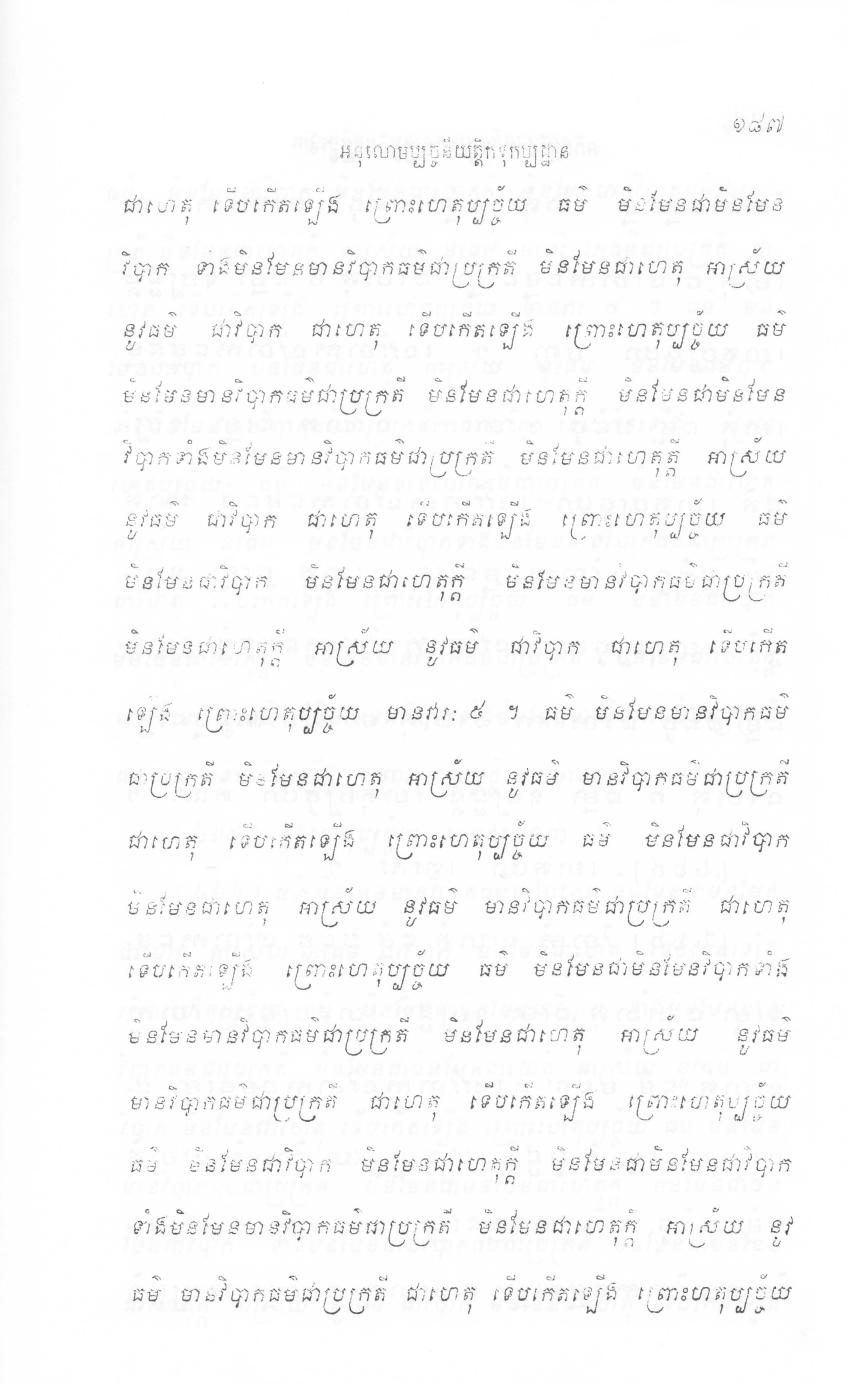 ១៨៧
អនុលោមប្បច្ចនីយត្តិកទុកប្បដ្ឋាន
ជាហេតុ ទើបកើតឡើង ព្រោះហេតុប្បច្ច័យ ធម៌ មិនមែនជាមិនមែន
វិបាក ទាំងមិនមែនមានវិបាកធម៌ជាប្រក្រតី មិនមែនជាហេតុ អាស្រ័យ
នូវធម៌ ជាវិបាក ជាហេតុ ទើបកើតឡើង ព្រោះហេតុប្បច្ច័យ ធម៌
មិនមែនមានវិបាកធម៌ជាប្រក្រតី មិនមែនជាហេតុក្តី មិនមែនជាមិនមែន
វិបាកទាំងមិនមែនមានវិបាកធម៌ជាប្រក្រតី មិនមែនជាហេតុក្តី អាស្រ័យ
នូវធម៌ ជាវិបាក ជាហេតុ ទើបកើតឡើង ព្រោះហេតុប្បច្ច័យ ធម៌
មិនមែនជាវិបាក មិនមែនជាហេតុក្តី មិនមែនមានវិបាកធម៌ជាប្រក្រតី
មិនមែនជាហេតុក្តី អាស្រ័យ នូវធម៌ ជាវិបាក ជាហេតុ ទើបកើត
ឡើង ព្រោះហេតុប្បច្ច័យ មានវារៈ ៥ ។ ធម៌ មិនមែនមានវិបាកធម៌
ជាប្រក្រតី មិនមែនជាហេតុ អាស្រ័យ នូវធម៌ មានវិបាកធម៌ជាប្រក្រតី
ជាហេតុ ទើបកើតឡើង ព្រោះហេតុប្បច្ច័យ ធម៌ មិនមែនជាវិបាក
មិនមែនជាហេតុ អាស្រ័យ នូវធម៌ មានវិបាកធម៌ជាប្រក្រតី ជាហេតុ
ទើបកើតឡើង ព្រោះហេតុប្បច្ច័យ ធម៌ មិនមែនជាមិនមែនវិបាកទាំង
មិនមែនមានវិបាកធម៌ជាប្រក្រតី មិនមែនជាហេតុ អាស្រ័យ នូវធម៌
មានវិបាកធម៌ជាប្រក្រតី ជាហេតុ ទើបកើតឡើង ព្រោះហេតុប្បច្ច័យ
ធម៌ មិនមែនជាវិបាក មិនមែនជាហេតុក្តី មិនមែនជាមិនមែនជាវិបាក
ទាំងមិនមែនមានវិបាកធម៌ជាប្រក្រតី មិនមែនជាហេតុក្តី អាស្រ័យ នូវ
ធម៌ មានវិបាកធម៌ជាប្រក្រតី ជាហេតុ ទើបកើតឡើង ព្រោះហេតុប្បច្ច័យ